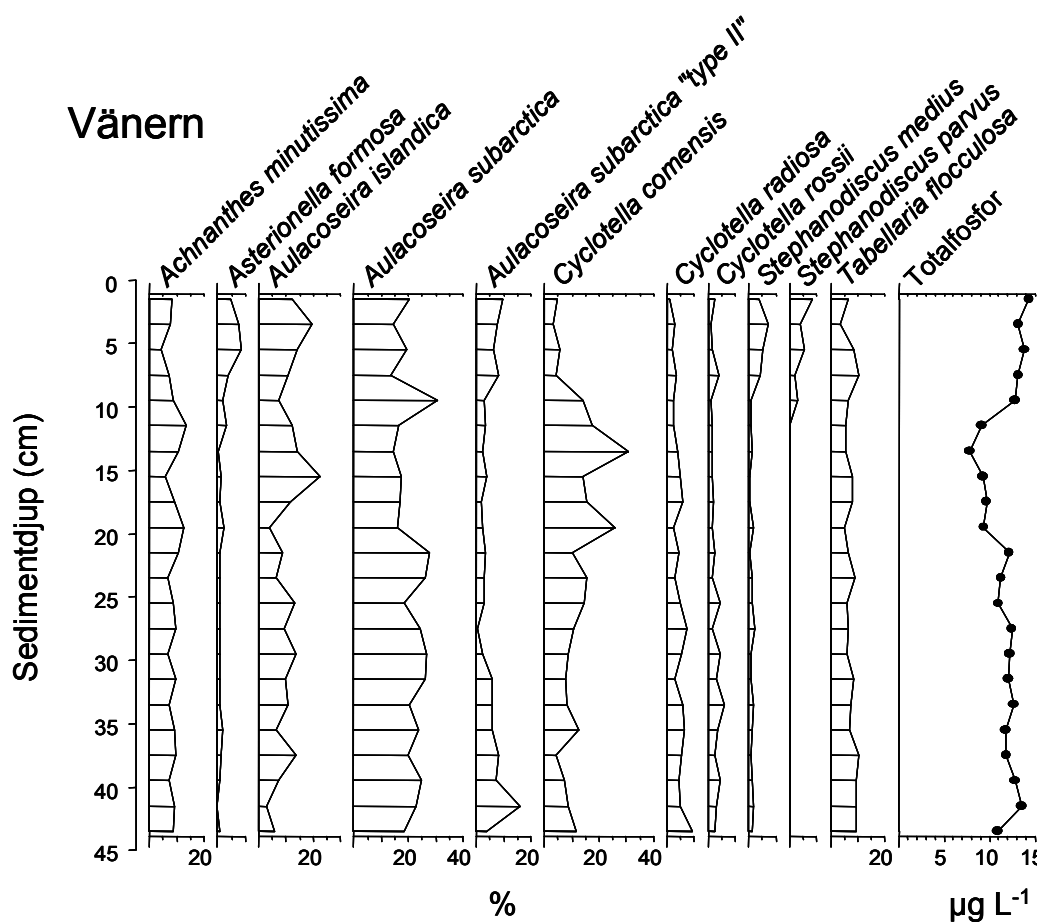 Vänern
Achnanthes minutissima
Asterionella formosa
Aulacoseira islandica
Aulacoseira subarctica
Aulacoseira subarctica "type II"
Cyclotella comensis
Cyclotella radiosa
Cyclotella rossii
Stephanodiscus medius
Stephanodiscus parvus
Tabellaria flocculosa
Totalfosfor
Sedimentdjup (cm)
0
5
10
15
20
25
30
35
40
45
20 20 20 40 20 20 40 20 5 10 15
% µg L-1